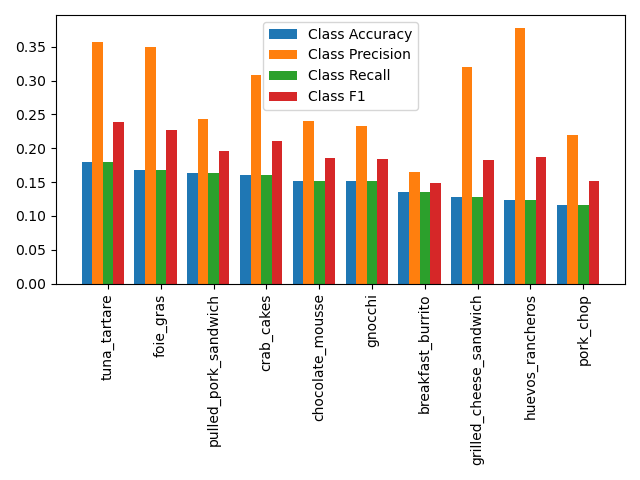 0.35
0.30
0.25
0.20
0.15
0.10
0.05
0.00
Class Accuracy
Class Precision
Class Recall
Class F1
tuna_tartare
foie_gras
pulled_pork_sandwich
crab_cakes
chocolate_mousse
gnocchi
breakfast_burrito
grilled_cheese_sandwich
huevos_rancheros
pork_chop